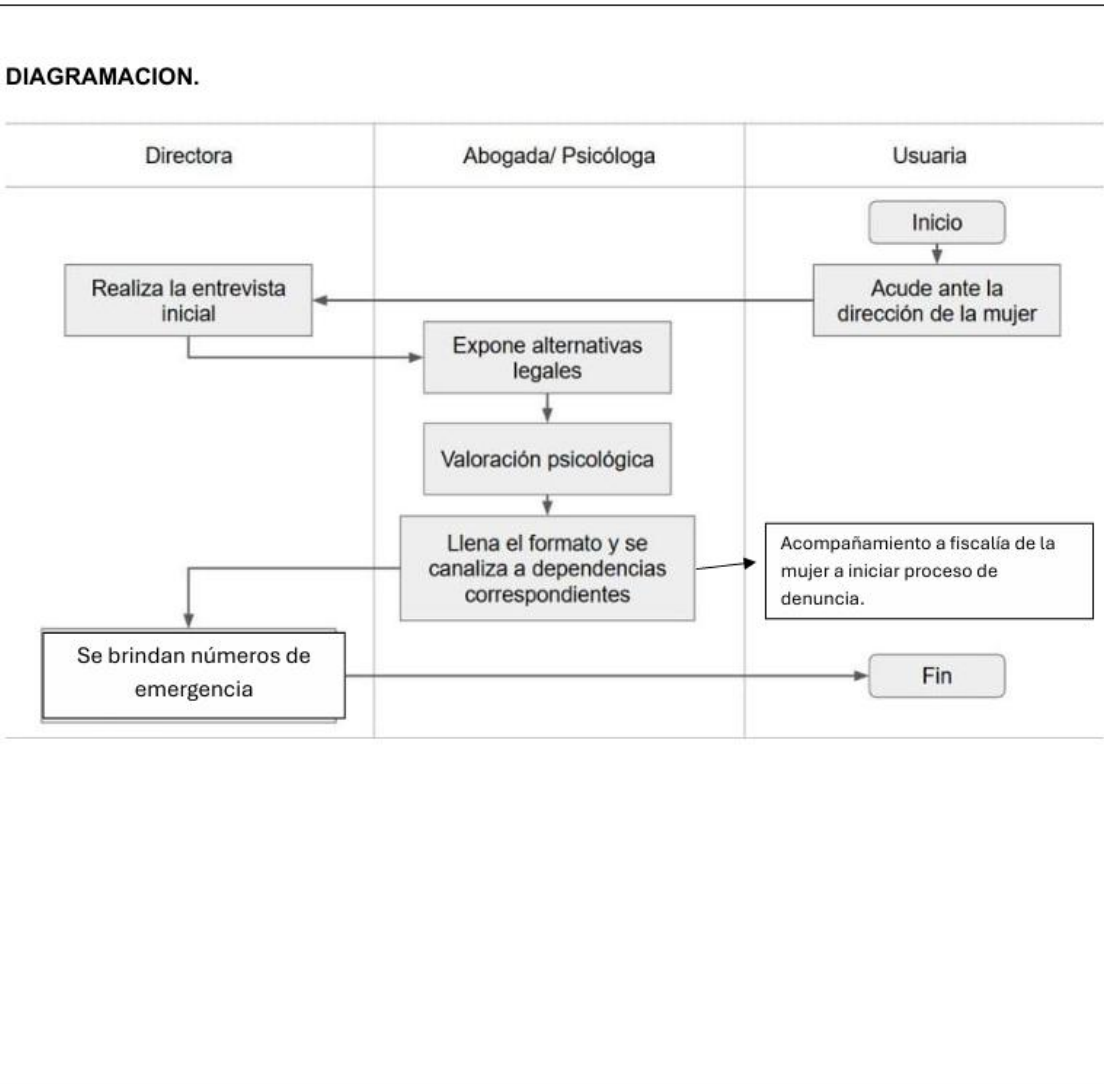 DIAGRAMACION.
Directora
Abogada/ Psicóloga
Usuaria
Inicio
Realiza la entrevista
inicial
Acude ante la
dirección de la mujer
Expone alternativas
legales
Valoración psicológica
Llena el formato y se
canaliza a dependencias
correspondientes
Acompañamiento a fiscalía de la
mujer a iniciar proceso de
denuncia.
Se brindan números de
emergencia
Fin